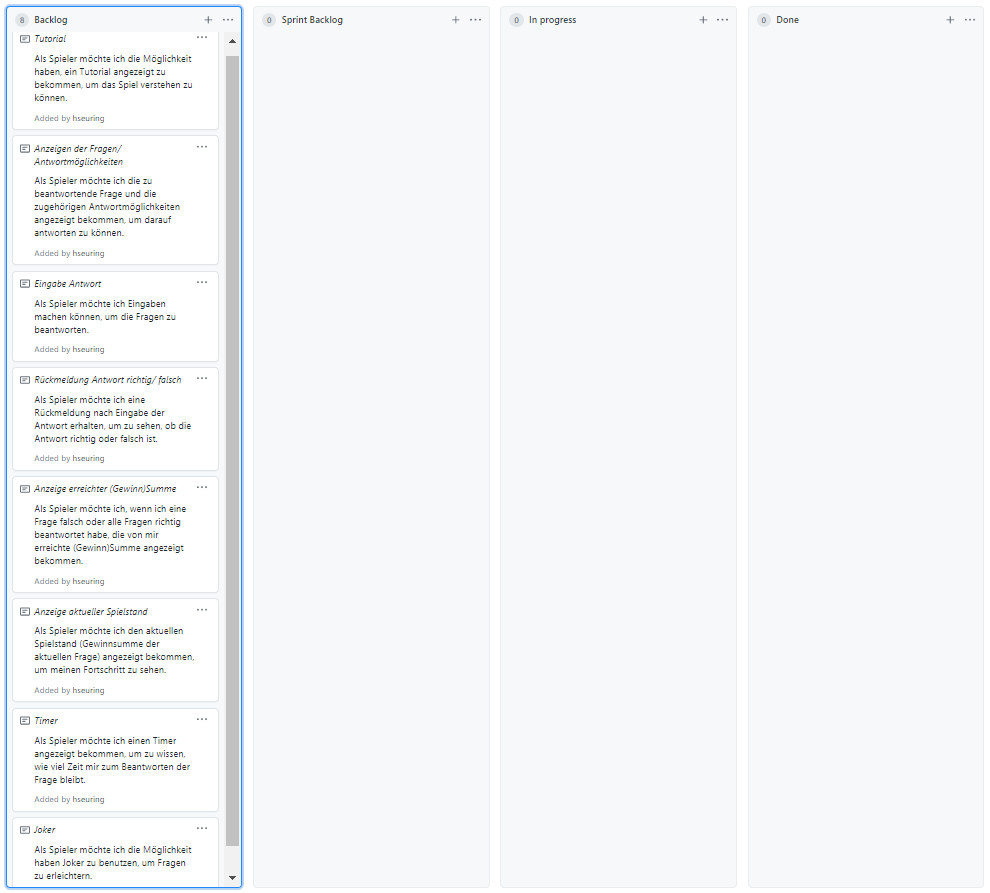 8 Backlog
Tutorial
Als Spieler möchte ich die Möglichkeit
haben, ein Tutorial angezeigt zu
bekommen, um das Spiel verstehen zu
können.
Added by hseuring
Anzeigen der Fragen/
Antwortmöglichkeiten
Als Spieler möchte ich die zu
beantwortende Frage und die
zugehörigen Antwortmöglichkeiten
angezeigt bekommen, um darauf
antworten zu können.
Added by hseuring
Eingabe Antwort
Als Spieler möchte ich Eingaben
machen können, um die Fragen zu
beantworten.
Added by hseuring
Rückmeldung Antwort richtig/ falsch
Als Spieler möchte ich eine
Rückmeldung nach Eingabe der
Antwort erhalten, um zu sehen, ob die
Antwort richtig oder falsch ist.
Added by hseuring
Anzeige erreichter (Gewinn)Summe
Als Spieler möchte ich, wenn ich eine
Frage falsch oder alle Fragen richtig
beantwortet habe, die von mir
erreichte (Gewinn)Summe angezeigt
bekommen.
Added by hseuring
Anzeige aktueller Spielstand
Als Spieler möchte ich den aktuellen
Spielstand (Gewinnsumme der
aktuellen Frage) angezeigt bekommen,
um meinen Fortschritt zu sehen.
Added by hseuring
Timer
Als Spieler möchte ich einen Timer
angezeigt bekommen, um zu wissen,
wie viel Zeit mir zum Beantworten der
Frage bleibt.
Added by hseuring
Joker
Als Spieler möchte ich die Möglichkeit
haben Joker zu benutzen, um Fragen
zu erleichtern.
0 Sprint Backlog
0 In progress
0 Done